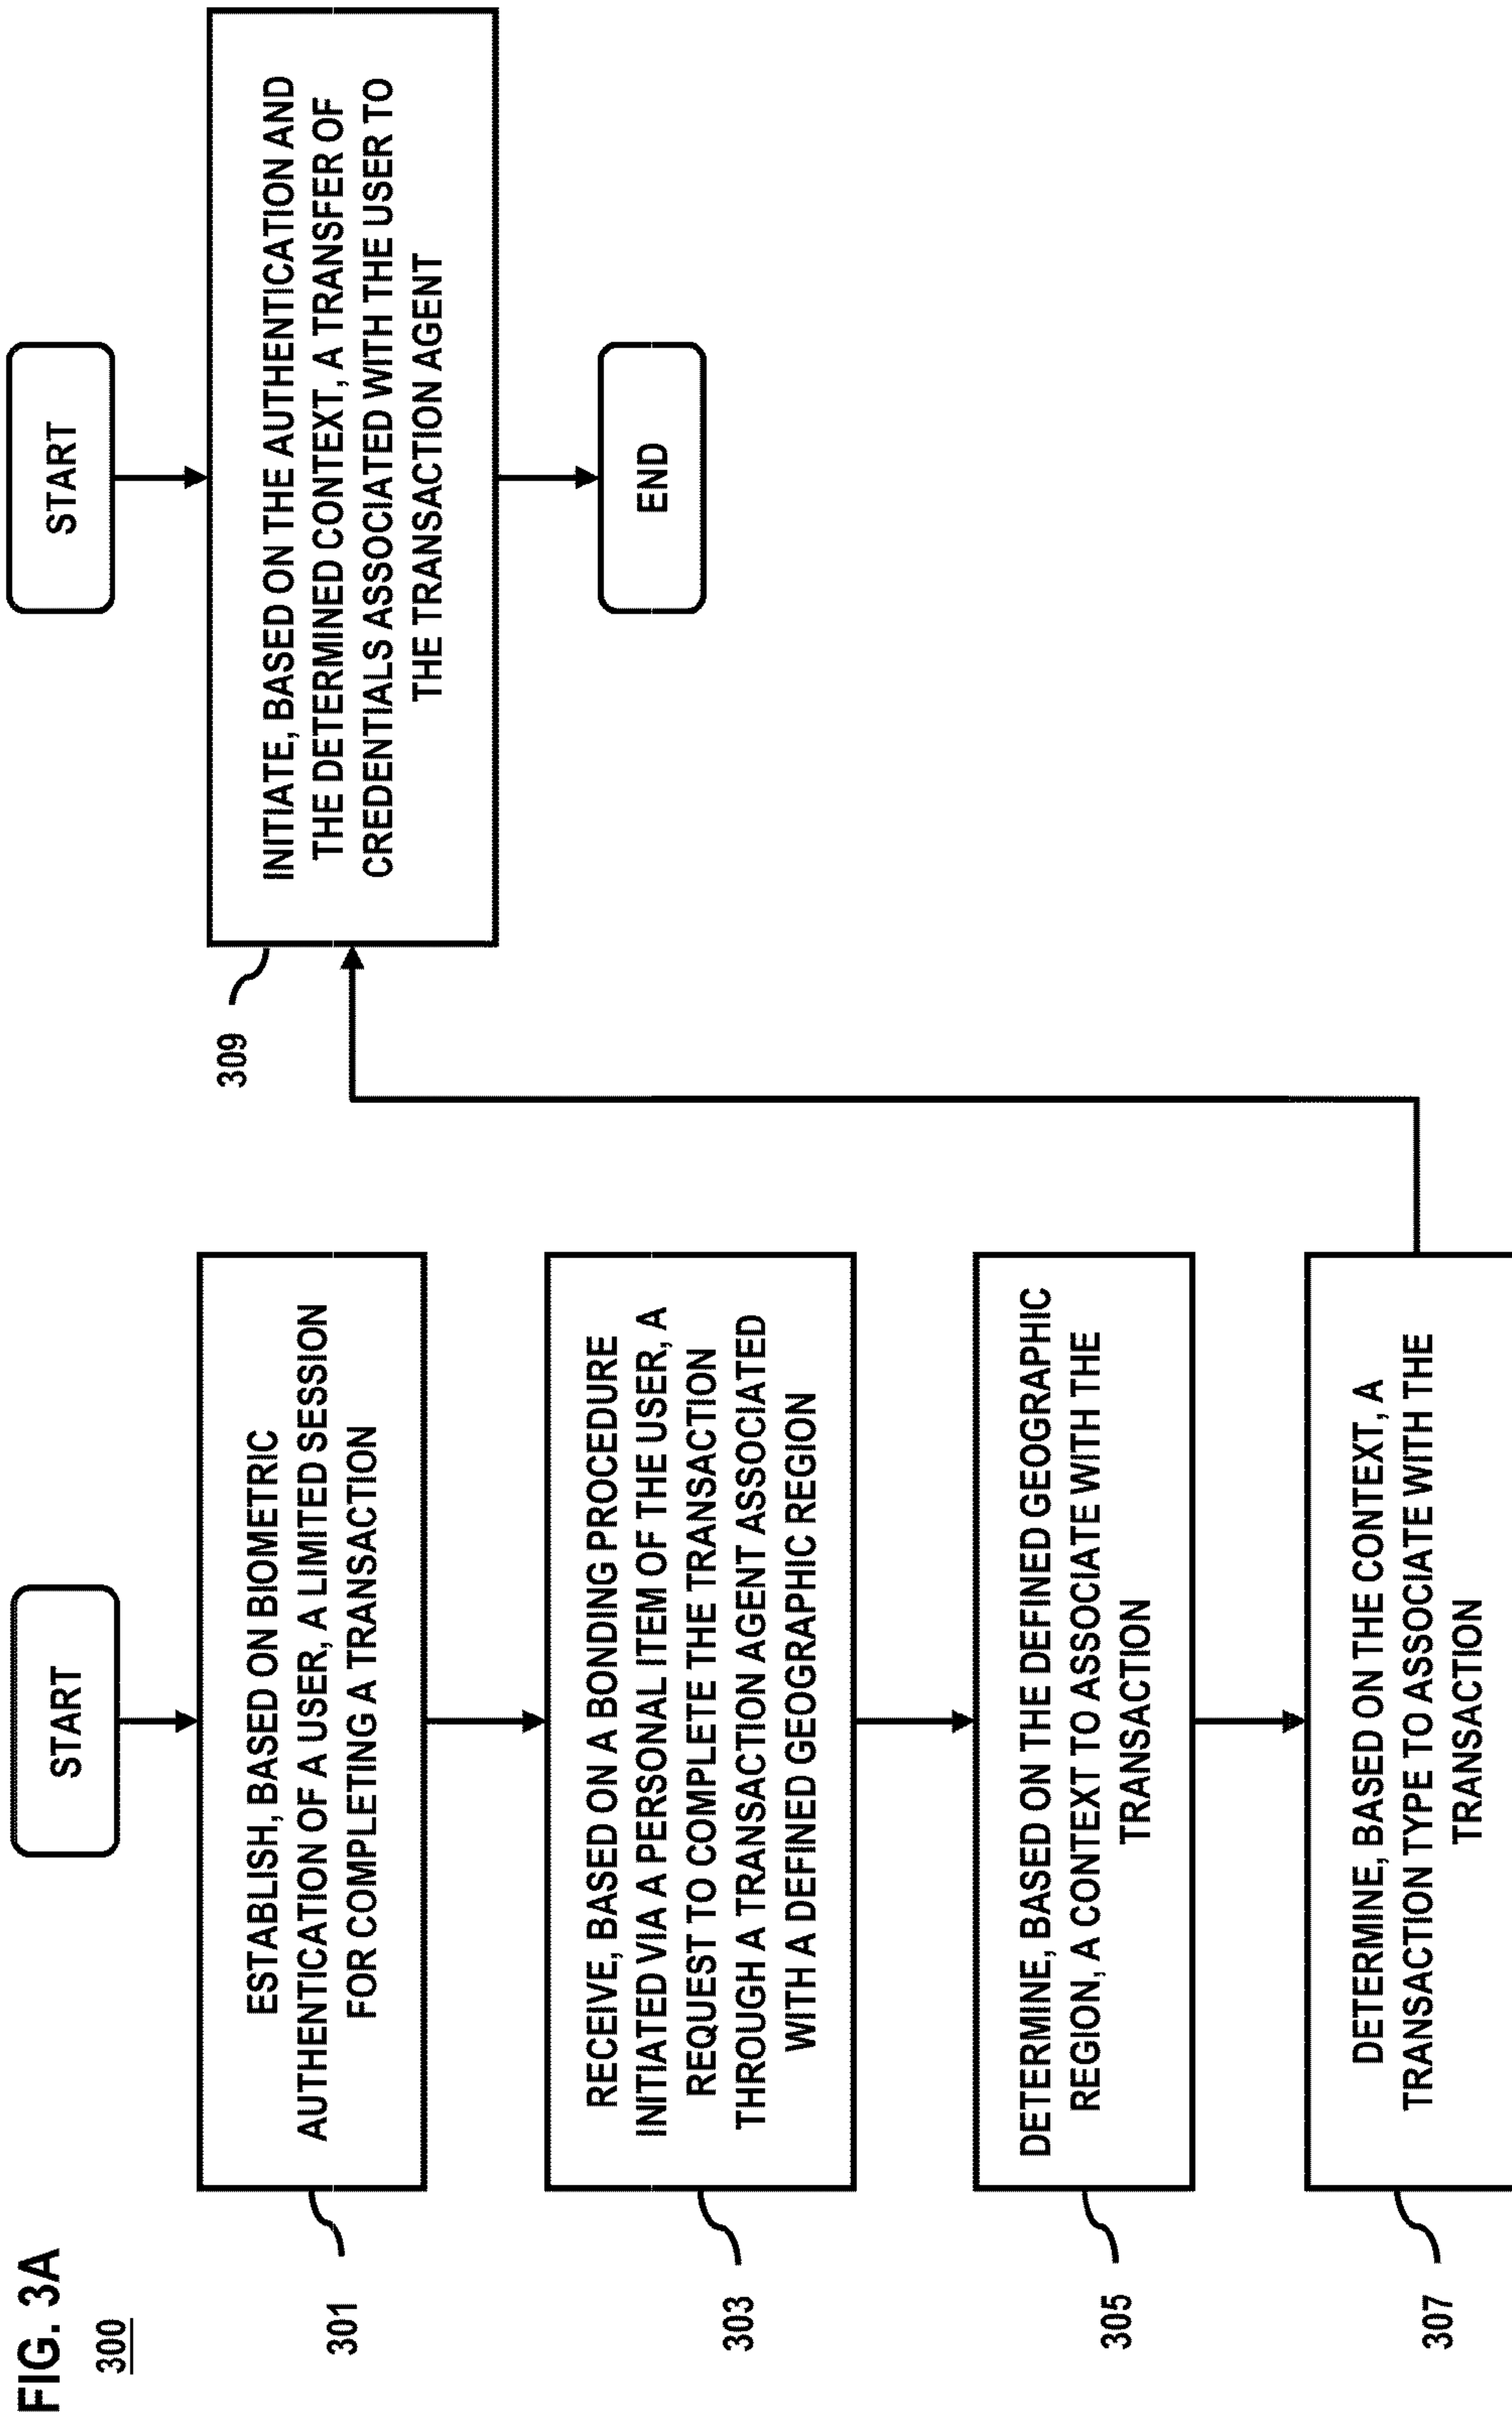 FIG. 3A
300
START
301
ESTABLISH, BASED ON BIOMETRIC
AUTHENTICATION OF A USER, A LIMITED SESSION
FOR COMPLETING A TRANSACTION
303
RECEIVE, BASED ON A BONDING PROCEDURE
INITIATED VIA A PERSONAL ITEM OF THE USER, A
REQUEST TO COMPLETE THE TRANSACTION
THROUGH A TRANSACTION AGENT ASSOCIATED
WITH A DEFINED GEOGRAPHIC REGION
305
DETERMINE, BASED ON THE DEFINED GEOGRAPHIC
REGION, A CONTEXT TO ASSOCIATE WITH THE
TRANSACTION
307
DETERMINE, BASED ON THE CONTEXT, A
TRANSACTION TYPE TO ASSOCIATE WITH THE
TRANSACTION
START
309
INITIATE, BASED ON THE AUTHENTICATION AND
THE DETERMINED CONTEXT, A TRANSFER OF
CREDENTIALS ASSOCIATED WITH THE USER TO
THE TRANSACTION AGENT
END